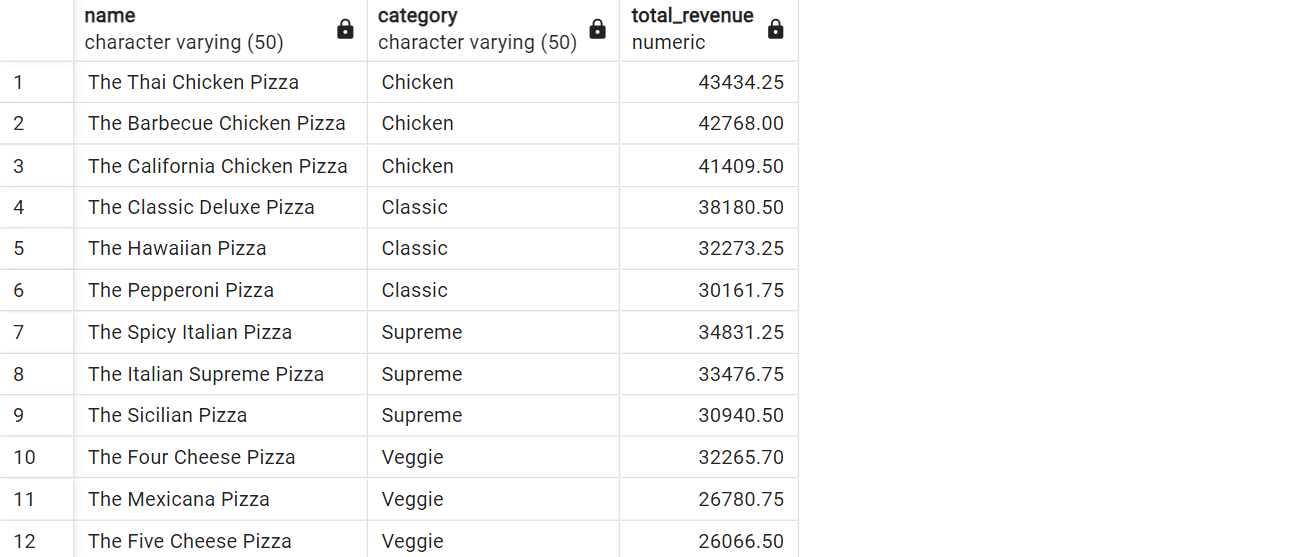 name category total_revenue
character varying (50) character varying (50) numeric
1 The Thai Chicken Pizza Chicken 43434.25
2 The Barbecue Chicken Pizza Chicken 42768.00
3 The California Chicken Pizza Chicken 41409.50
4 The Classic Deluxe Pizza Classic 38180.50
5 The Hawaiian Pizza Classic 32273.25
6 The Pepperoni Pizza Classic 30161.75
7 The Spicy Italian Pizza Supreme 34831.25
8 The Italian Supreme Pizza Supreme 33476.75
9 The Sicilian Pizza Supreme 30940.50
10 The Four Cheese Pizza Veggie 32265.70
11 The Mexicana Pizza Veggie 26780.75
12 The Five Cheese Pizza Veggie 26066.50